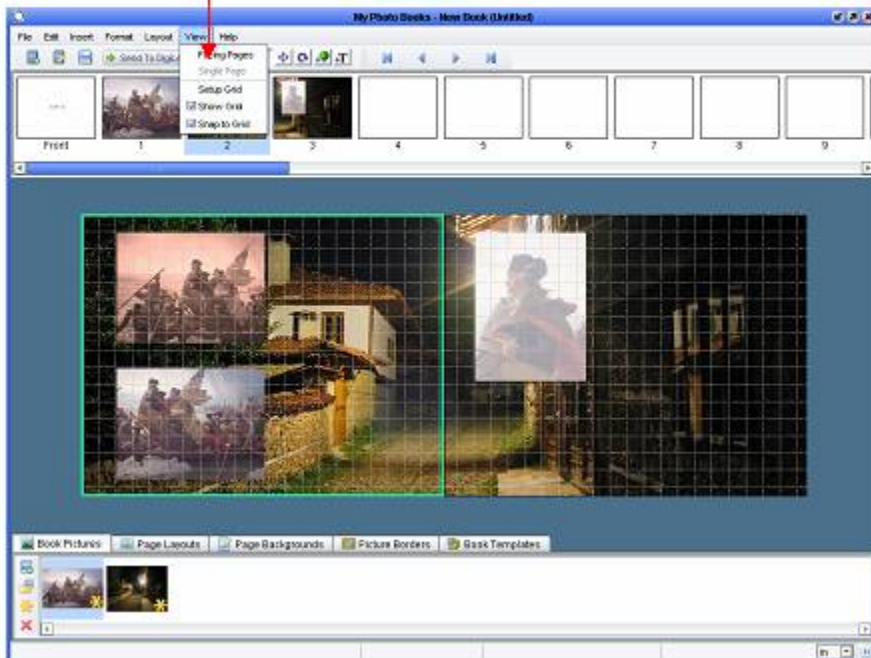 My Photo Books - New Book (Untitled)
File Edit Insert Format Layout View Help
Send To Digi
Facing Pages
Single Page
Setup Grid
Show Grid
Snap to Grid
Front 1 2 3 4 5 6 7 8 9
Book Pictures Page Layouts Page Backgrounds Picture Borders Book Templates
in